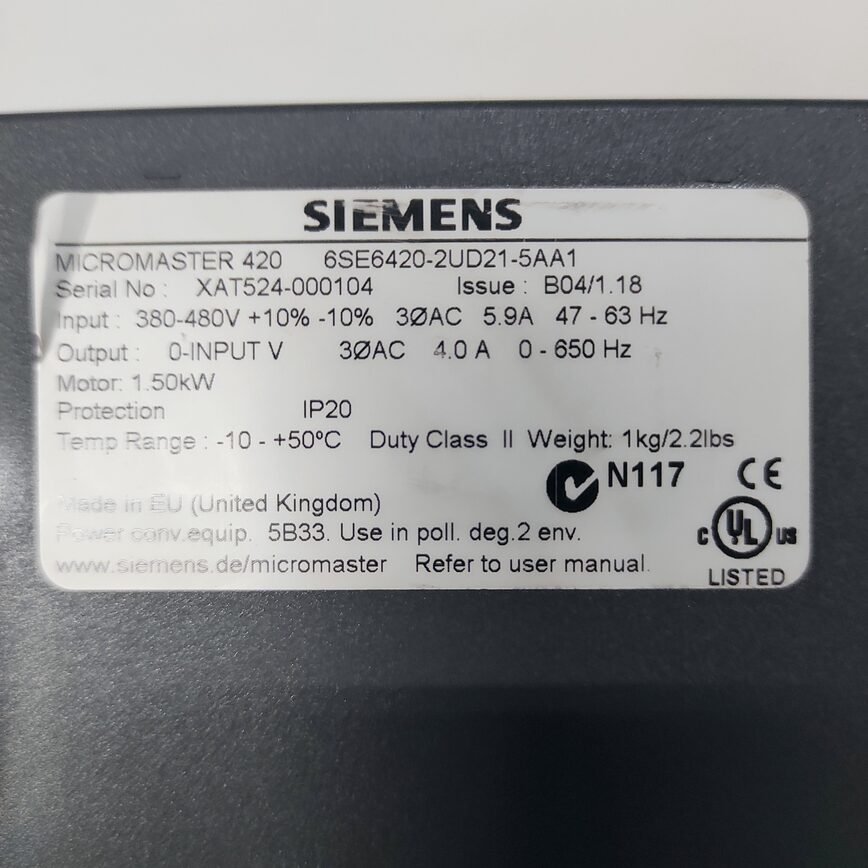 SIEMENS
MICROMASTER 420 6SE6420-2UD21-5AA1
Serial No : XAT524-000104 Issue : B04/1.18
Input : 380-480V +10% -10% 3ØAC 5.9A 47 - 63 Hz
Output : 0-INPUT V 3ØAC 4.0 A 0 - 650 Hz
Motor: 1.50kW
Protection IP20
Temp Range : -10 - +50ºC Duty Class II Weight: 1kg/2.2lbs
N117 CE
Made in EU (United Kingdom)
Power conv.equip. 5B33. Use in poll. deg.2 env.
C UL US
www.siemens.de/micromaster Refer to user manual.
LISTED